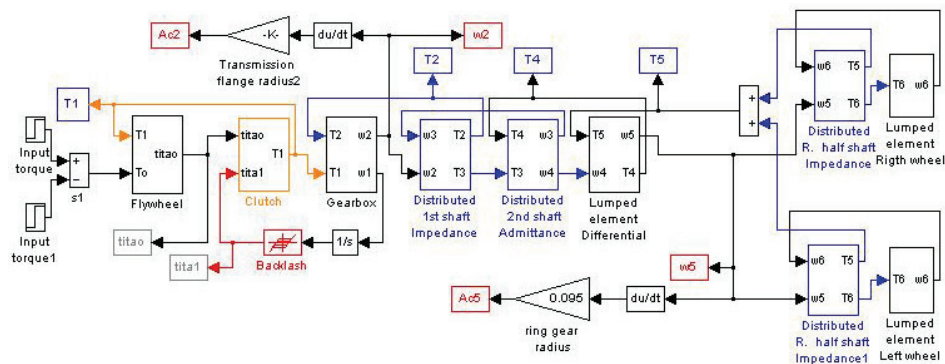 Ac2
-K-
du/dt
w2
Transmission
flange radius2
T2
T4
T5
T1
Input
torque
+
−
s1
Input
torque1
T1
To
titao
Flywheel
titao
tita1
T1
Clutch
T2
w2
T1
w1
Gearbox
w3
T2
w2
T3
Distributed
1st shaft
Impedance
T4
w3
T3
w4
Distributed
2nd shaft
Admittance
T5
w5
w4
T4
Lumped
element
Differential
+
+
w6
T5
w5
T6
Distributed
R. half shaft
Impedance
T6
w6
Lumped
element
Rigth wheel
titao
tita1
Backlash
1/s
w5
Ac5
0.095
du/dt
ring gear
radius
w6
T5
w5
T6
Distributed
R. half shaft
Impedance1
T6
w6
Lumped
element
Left wheel